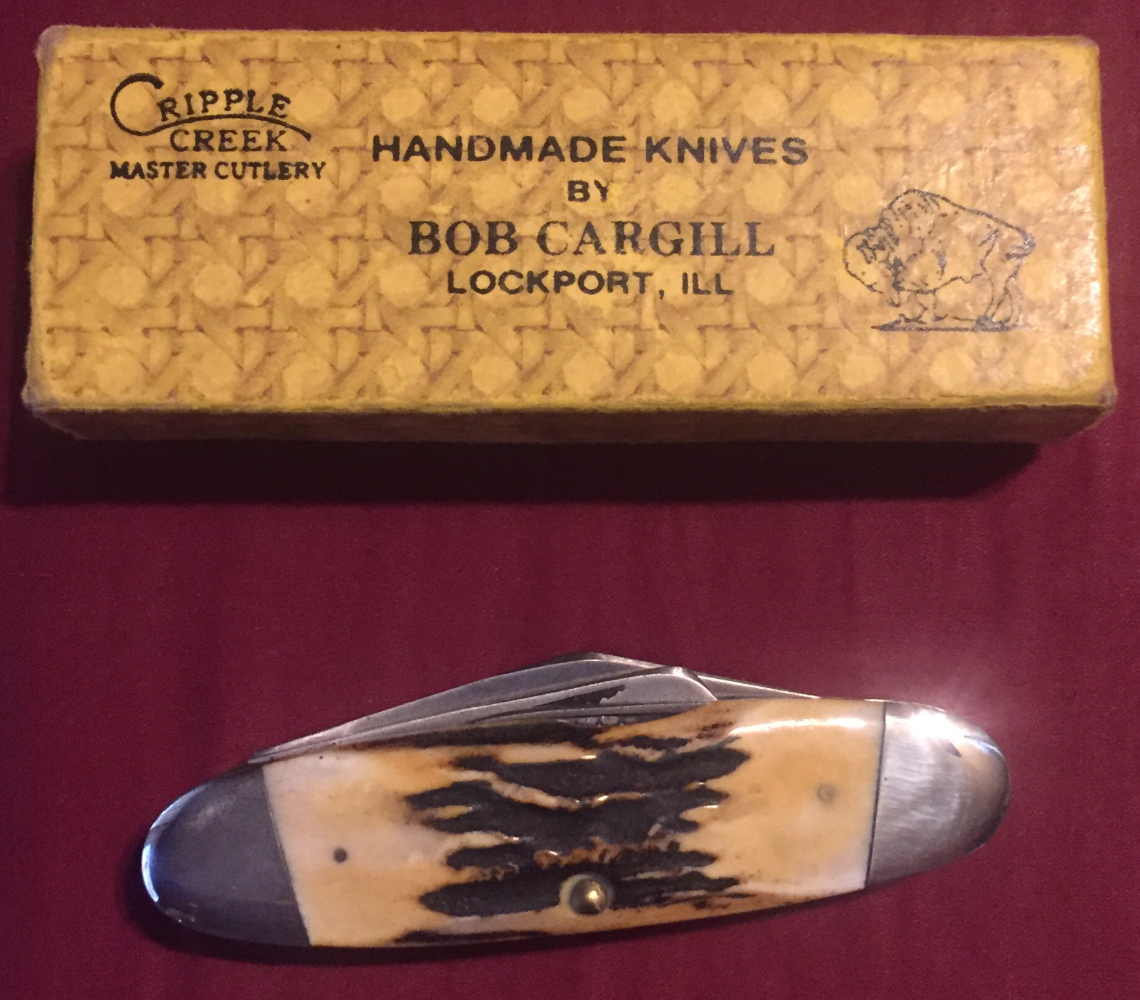 CRIPPLE
CREEK
MASTER CUTLERY
HANDMADE KNIVES
BY
BOB CARGILL
LOCKPORT, ILL